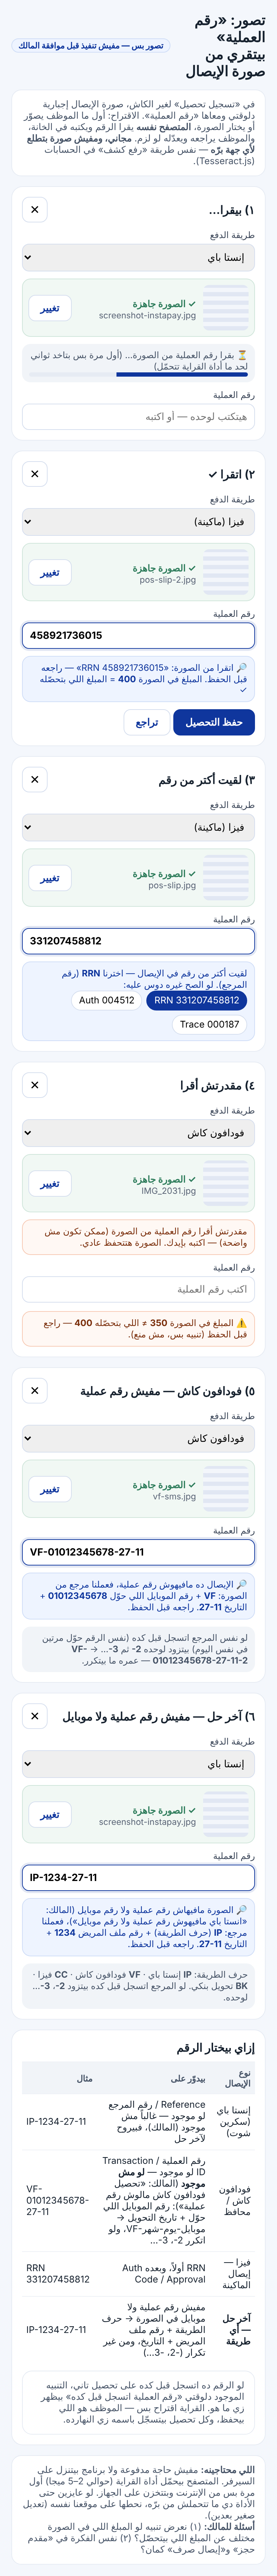 تصور: «رقم
العملية»
بيتقري من
صورة الإيصال
تصور بس — مفيش تنفيذ قبل موافقة المالك
في «تسجيل تحصيل» لغير الكاش، صورة الإيصال إجبارية
دلوقتي ومعاها «رقم العملية». الاقتراح: أول ما الموظف يصوّر
أو يختار الصورة، المتصفح نفسه يقرا الرقم ويكتبه في الخانة،
والموظف يراجعه ويعدّله لو لزم. مجاني، ومفيش صورة بتطلع
لأي جهة برّه — نفس طريقة «رفع كشف» في الحسابات
(Tesseract.js).
١) بيقرا...
✕
طريقة الدفع
إنستا باي
✓ الصورة جاهزة
screenshot-instapay.jpg
تغيير
⏳ بقرا رقم العملية من الصورة... (أول مرة بس بتاخد ثواني
لحد ما أداة القراية تتحمّل)
رقم العملية
هيتكتب لوحده — أو اكتبه
٢) اتقرا ✓
✕
طريقة الدفع
فيزا (ماكينة)
✓ الصورة جاهزة
pos-slip-2.jpg
تغيير
رقم العملية
458921736015
🔎 اتقرا من الصورة: «RRN 458921736015» — راجعه
قبل الحفظ. المبلغ في الصورة 400 = المبلغ اللي بتحصّله
✓
حفظ التحصيل
تراجع
٣) لقيت أكتر من رقم
✕
طريقة الدفع
فيزا (ماكينة)
✓ الصورة جاهزة
pos-slip.jpg
تغيير
رقم العملية
331207458812
لقيت أكتر من رقم في الإيصال — اخترنا RRN (رقم
المرجع). لو الصح غيره دوس عليه:
RRN 331207458812
Auth 004512
Trace 000187
٤) مقدرتش أقرا
✕
طريقة الدفع
فودافون كاش
✓ الصورة جاهزة
IMG_2031.jpg
تغيير
مقدرتش أقرا رقم العملية من الصورة (ممكن تكون مش
واضحة) — اكتبه بإيدك. الصورة هتتحفظ عادي.
رقم العملية
اكتب رقم العملية
⚠️ المبلغ في الصورة 350 ≠ اللي بتحصّله 400 — راجع
قبل الحفظ (تنبيه بس، مش منع).
٥) فودافون كاش — مفيش رقم عملية
✕
طريقة الدفع
فودافون كاش
✓ الصورة جاهزة
vf-sms.jpg
تغيير
رقم العملية
VF-01012345678-27-11
🔎 الإيصال ده مافيهوش رقم عملية، فعملنا مرجع من
الصورة: VF + رقم الموبايل اللي حوّل 01012345678 +
التاريخ 11-27. راجعه قبل الحفظ.
لو نفس المرجع اتسجل قبل كده (نفس الرقم حوّل مرتين
في نفس اليوم) بيتزود لوحده 2- ثم 3-... → VF-
01012345678-27-11-2 — عمره ما بيتكرر.
٦) آخر حل — مفيش رقم عملية ولا موبايل
✕
طريقة الدفع
إنستا باي
✓ الصورة جاهزة
screenshot-instapay.jpg
تغيير
رقم العملية
IP-1234-27-11
🔎 الصورة مافيهاش رقم عملية ولا رقم موبايل (المالك:
«انستا باي مافيهوش رقم عملية ولا رقم موبايل»)، فعملنا
مرجع: IP (حرف الطريقة) + رقم ملف المريض 1234 +
التاريخ 11-27. راجعه قبل الحفظ.
حرف الطريقة: IP إنستا باي · VF فودافون كاش · CC فيزا ·
BK تحويل بنكي. لو المرجع اتسجل قبل كده بيتزود 2-، 3-...
لوحده.
إزاي بيختار الرقم
نوع الإيصال
بيدوّر على
مثال
إنستا باي (سكرين شوت)
Reference / رقم المرجع لو موجود — غالباً مش موجود (المالك)، فبيروح لآخر حل
IP-1234-27-11
فودافون كاش / محافظ
رقم العملية / Transaction ID لو موجود — لو مش موجود (المالك: «تحصيل فودافون كاش مالوش رقم عملية»): رقم الموبايل اللي حوّل + تاريخ التحويل → VF-موبايل-يوم-شهر، ولو اتكرر 2-، 3-...
VF-01012345678-27-11
فيزا — إيصال الماكينة
RRN أولاً، وبعده Auth Code / Approval
RRN 331207458812
آخر حل — أي طريقة
مفيش رقم عملية ولا موبايل في الصورة → حرف الطريقة + رقم ملف المريض + التاريخ، ومن غير تكرار (2-، 3-...)
IP-1234-27-11
لو الرقم ده اتسجل قبل كده على تحصيل تاني، التنبيه
الموجود دلوقتي «رقم العملية اتسجل قبل كده» بيظهر
زي ما هو. القراية اقتراح بس — الموظف هو اللي
بيحفظ، وكل تحصيل بيتسجّل باسمه زي النهارده.
اللي محتاجينه: مفيش حاجة مدفوعة ولا برنامج بيتنزل على
السيرفر. المتصفح بيحمّل أداة القراية (حوالي 2–5 ميجا) أول
مرة بس من الإنترنت وبتتخزن على الجهاز. لو عايزين حتى
الأداة دي ما تتحملش من برّه، نحطها على موقعنا نفسه (تعديل
صغير بعدين).
أسئلة للمالك: (١) نعرض تنبيه لو المبلغ اللي في الصورة
مختلف عن المبلغ اللي بيتحصّل؟ (٢) نفس الفكرة في «مقدم
حجز» و«إيصال صرف» كمان؟